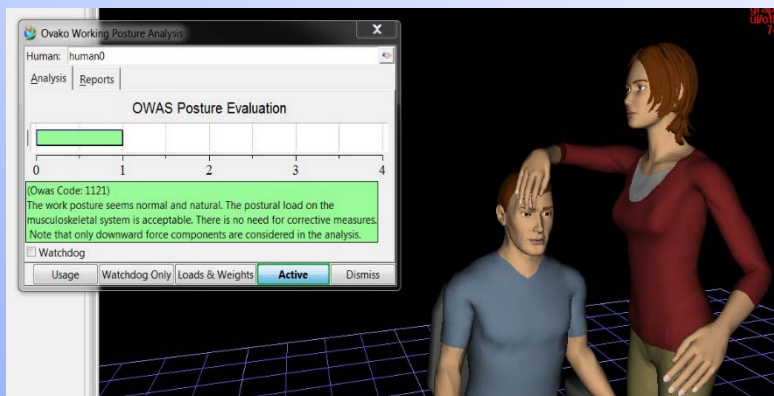 Ovako Working Posture Analysis
X
Human: human0
Analysis Reports
OWAS Posture Evaluation
0 1 2 3 4
(Owas Code: 1121)
The work posture seems normal and natural. The postural load on the
musculoskeletal system is acceptable. There is no need for corrective measures.
Note that only downward force components are considered in the analysis.
Watchdog
Usage Watchdog Only Loads & Weights Active Dismiss